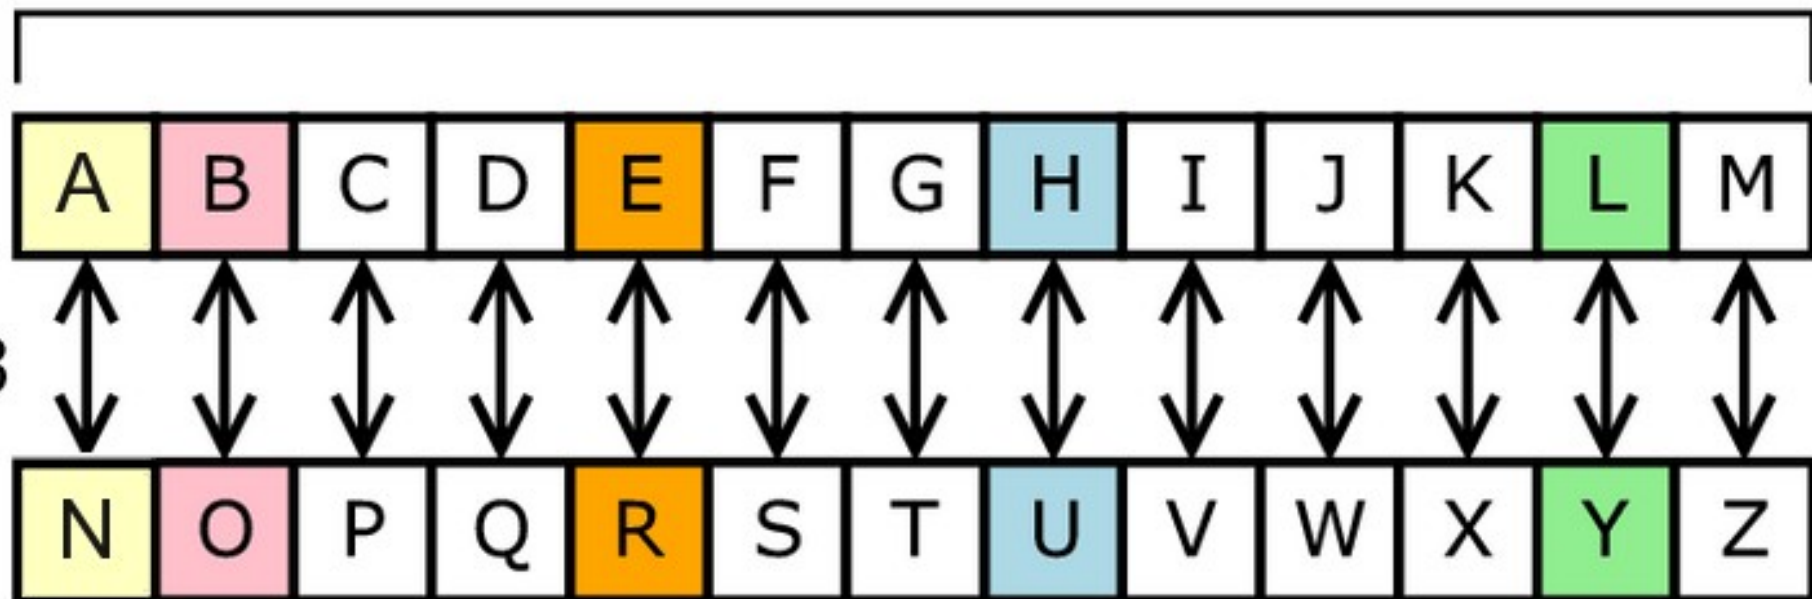 A B C D E F G H I J K L M
N O P Q R S T U V W X Y Z